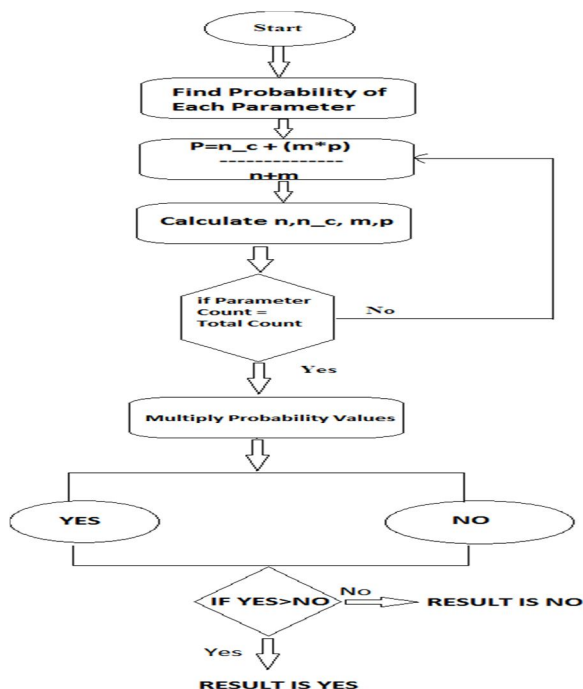 Start
Find Probability of
Each Parameter
P=n_c + (m*p)
--------------
n+m
Calculate n,n_c, m,p
if Parameter
Count =
Total Count
No
Yes
Multiply Probability Values
YES
NO
IF YES>NO
No
RESULT IS NO
Yes
RESULT IS YES